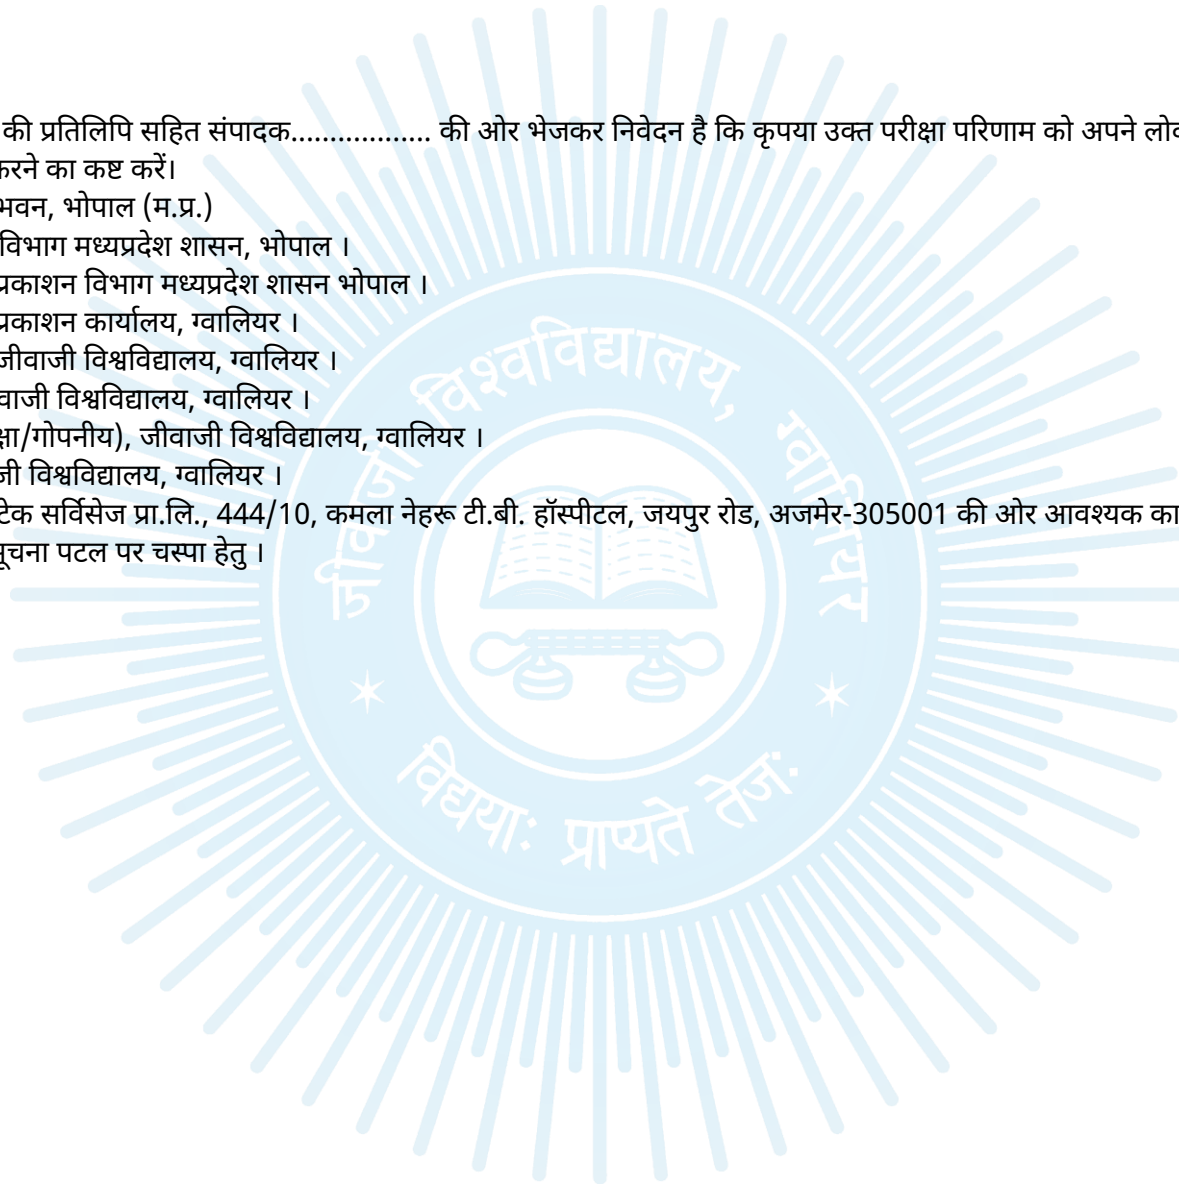 की प्रतिलिपि सहित संपादक.................. की ओर भेजकर निवेदन है कि कृपया उक्त परीक्षा परिणाम को अपने
करने का कष्ट करें।
भवन, भोपाल (म.प्र.)
विभाग मध्यप्रदेश शासन, भोपाल ।
प्रकाशन विभाग मध्यप्रदेश शासन भोपाल ।
प्रकाशन कार्यालय, ग्वालियर ।
जीवाजी विश्वविद्यालय, ग्वालियर ।
वाजी विश्वविद्यालय, ग्वालियर ।
क्षा/गोपनीय), जीवाजी विश्वविद्यालय, ग्वालियर ।
जी विश्वविद्यालय, ग्वालियर ।
टेक सर्विसेज प्रा.लि., 444/10, कमला नेहरू टी.बी. हॉस्पीटल, जयपुर रोड, अजमेर-305001 की ओर आवश्यक
सूचना पटल पर चस्पा हेतु ।
जीवाजी विश्वविद्यालय, ग्वालियर
विद्ययाः प्राप्यते तेजः